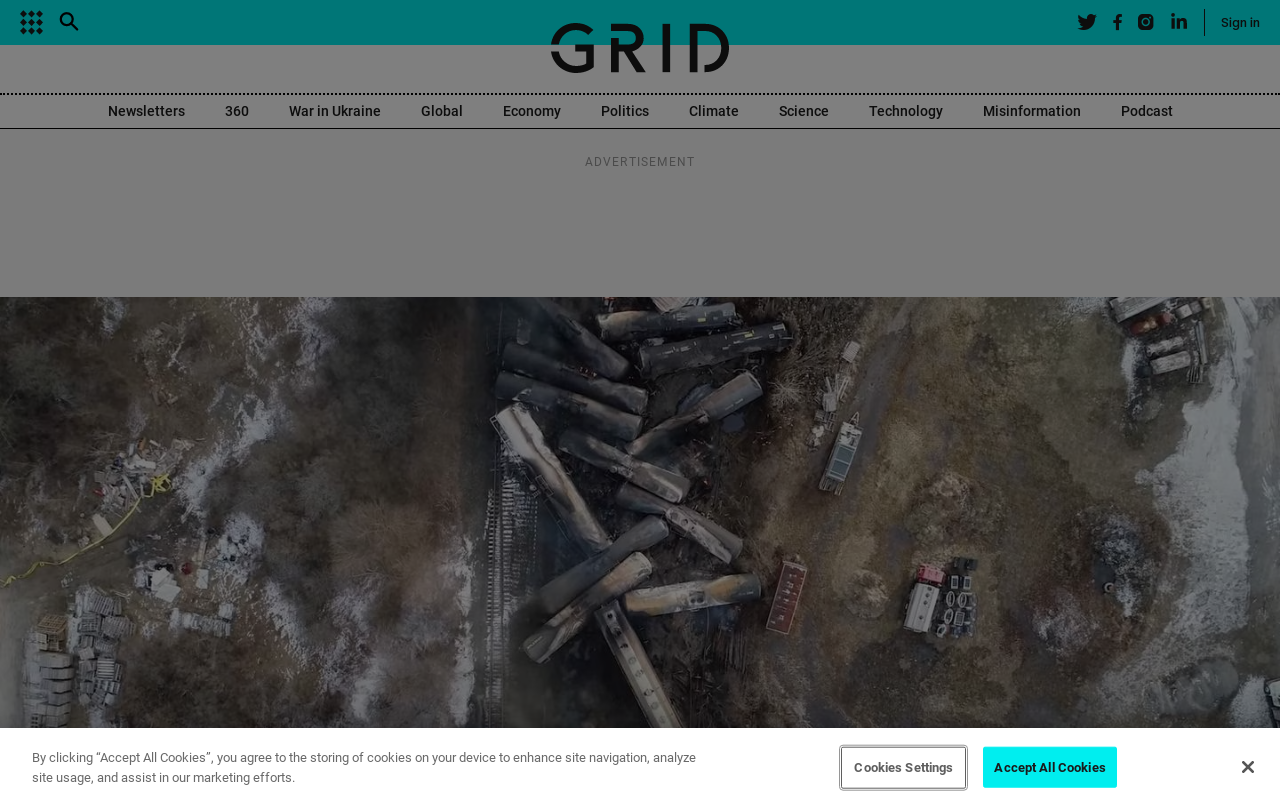 GRID
Sign in
Newsletters 360 War in Ukraine Global Economy Politics Climate Science Technology Misinformation Podcast
ADVERTISEMENT
By clicking “Accept All Cookies”, you agree to the storing of cookies on your device to enhance site navigation, analyze
site usage, and assist in our marketing efforts.
Cookies Settings
Accept All Cookies